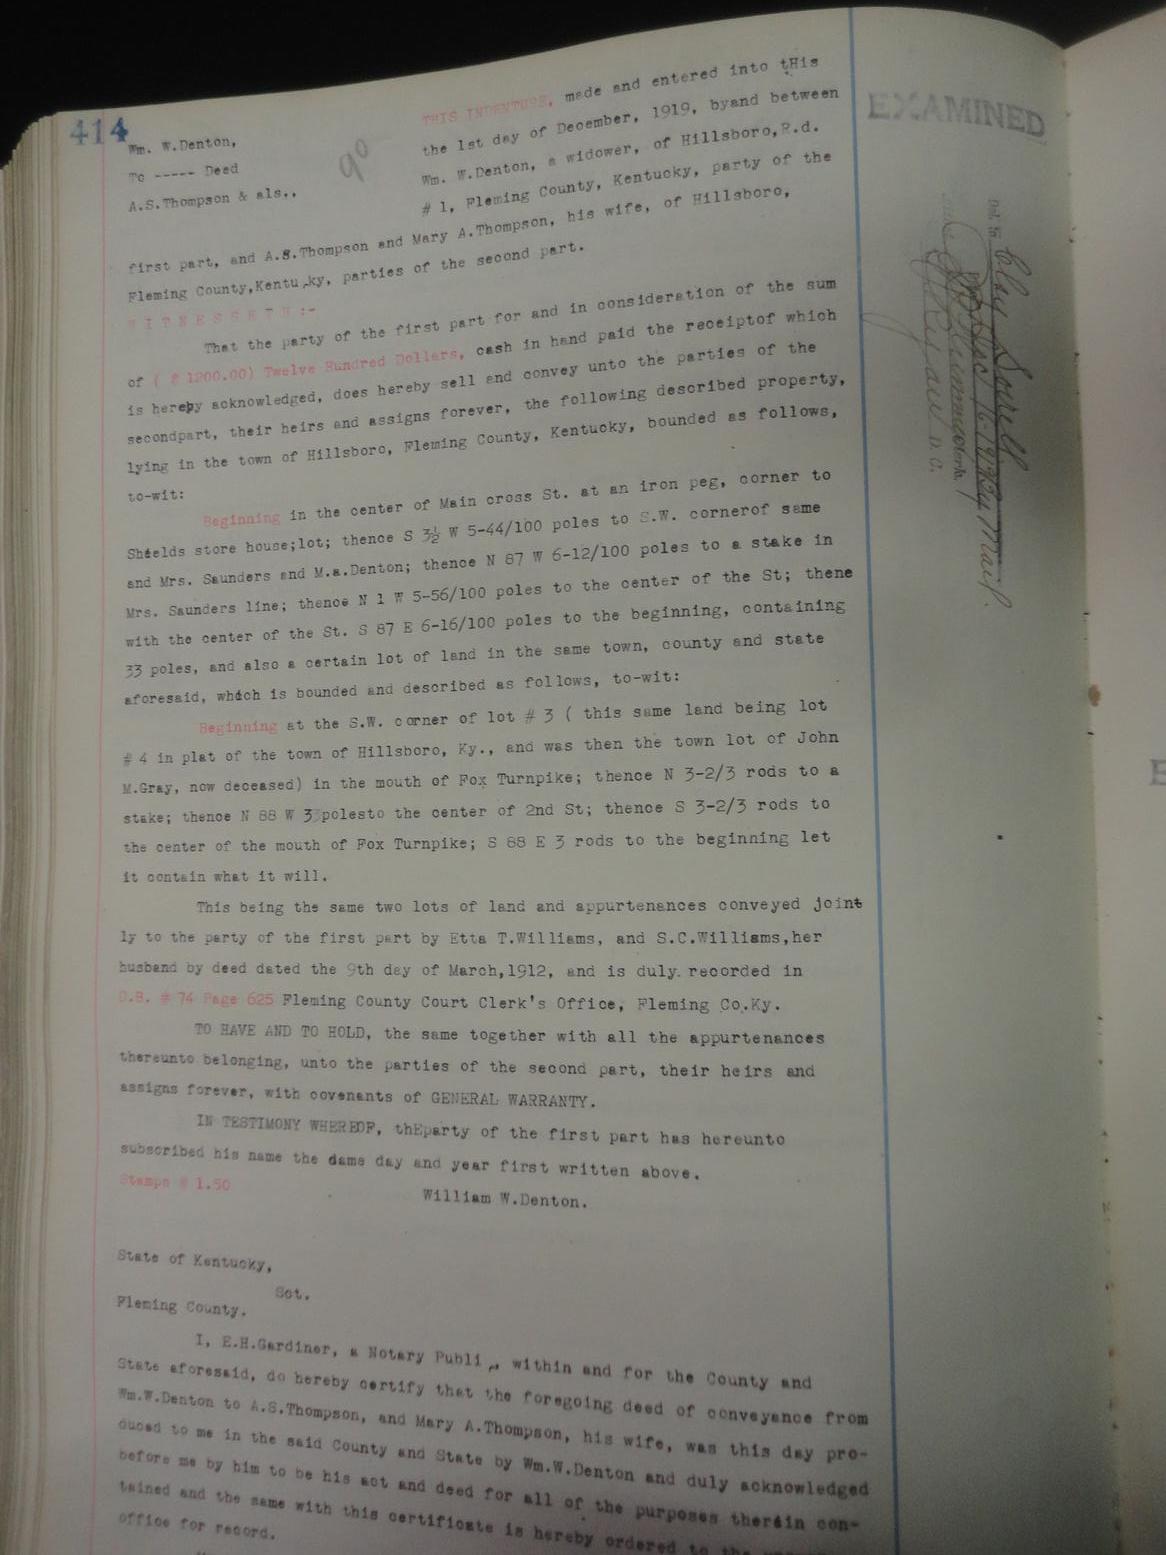 414
Wm. W.Denton,
To ----- Deed
A.S.Thompson & als.,
90
THIS INDENTURE, made and entered into tHis
the 1st day of December, 1919, byand between
Wm. W.Denton, a widower, of Hillsboro,R.d.
# 1, Fleming County, Kentucky, party of the
first part, and A.S.Thompson and Mary A.Thompson, his wife, of Hillsboro,
Fleming County,Kentucky, parties of the second part.
WITNESSETH:-
That the party of the first part for and in consideration of the sum
of ( $ 1200.00) Twelve Hundred Dollars, cash in hand paid the receiptof which
is hereby acknowledged, does hereby sell and convey unto the parties of the
secondpart, their heirs and assigns forever, the following described property,
lying in the town of Hillsboro, Fleming County, Kentucky, bounded as follows,
to-wit:
Beginning in the center of Main cross St. at an iron peg, corner to
Shields store house;lot; thence S 3½ W 5-44/100 poles to S.W. cornerof same
and Mrs. Saunders and M.a.Denton; thence N 87 W 6-12/100 poles to a stake in
Mrs. Saunders line; thence N 1 W 5-56/100 poles to the center of the St; thene
with the center of the St. S 87 E 6-16/100 poles to the beginning, containing
33 poles, and also a certain lot of land in the same town, county and state
aforesaid, which is bounded and described as follows, to-wit:
Beginning at the S.W. corner of lot # 3 ( this same land being lot
# 4 in plat of the town of Hillsboro, Ky., and was then the town lot of John
M.Gray, now deceased) in the mouth of Fox Turnpike; thence N 3-2/3 rods to a
stake; thence N 88 W 3 polesto the center of 2nd St; thence S 3-2/3 rods to
the center of the mouth of Fox Turnpike; S 88 E 3 rods to the beginning let
it contain what it will.
This being the same two lots of land and appurtenances conveyed joint
ly to the party of the first part by Etta T.Williams, and S.C.Williams,her
husband by deed dated the 9th day of March,1912, and is duly. recorded in
D.B. # 74 Page 625 Fleming County Court Clerk's Office, Fleming Co.Ky.
TO HAVE AND TO HOLD, the same together with all the appurtenances
thereunto belonging, unto the parties of the second part, their heirs and
assigns forever, with covenants of GENERAL WARRANTY.
IN TESTIMONY WHEREOF, thEparty of the first part has hereunto
subscribed his name the dame day and year first written above.
Stamps $ 1.50
William W.Denton.
State of Kentucky,
Sct.
Fleming County.
I, E.H.Gardiner, a Notary Publi , within and for the County and
State aforesaid, do hereby certify that the foregoing deed of conveyance from
Wm.W.Denton to A.S.Thompson, and Mary A.Thompson, his wife, was this day pro-
duced to me in the said County and State by Wm.W.Denton and duly acknowledged
before me by him to be his act and deed for all of the purposes therein con-
tained and the same with this certificate is hereby ordered to the
office for record.
EXAMINED
Del. to
Clerk.
D.C.